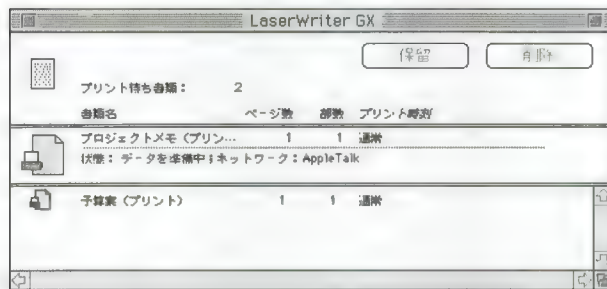 LaserWriter GX
保留 削除
プリント待ち書類： 2
書類名 ページ数 部数 プリント時刻
プロジェクトメモ（プリン… 1 1 通常
状態：データを準備中；ネットワーク：AppleTalk
予算案（プリント） 1 1 通常